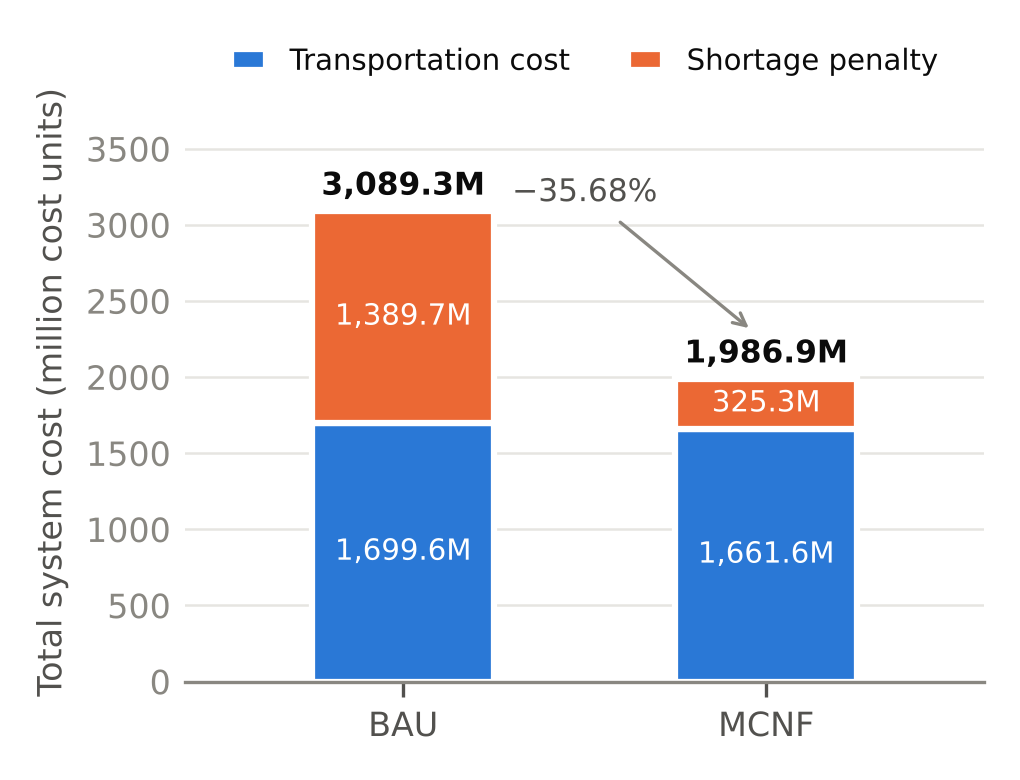 Transportation cost
Shortage penalty
Total system cost (million cost units)
3500
3000
2500
2000
1500
1000
500
0
3,089.3M
−35.68%
1,389.7M
1,986.9M
325.3M
1,699.6M
1,661.6M
BAU
MCNF